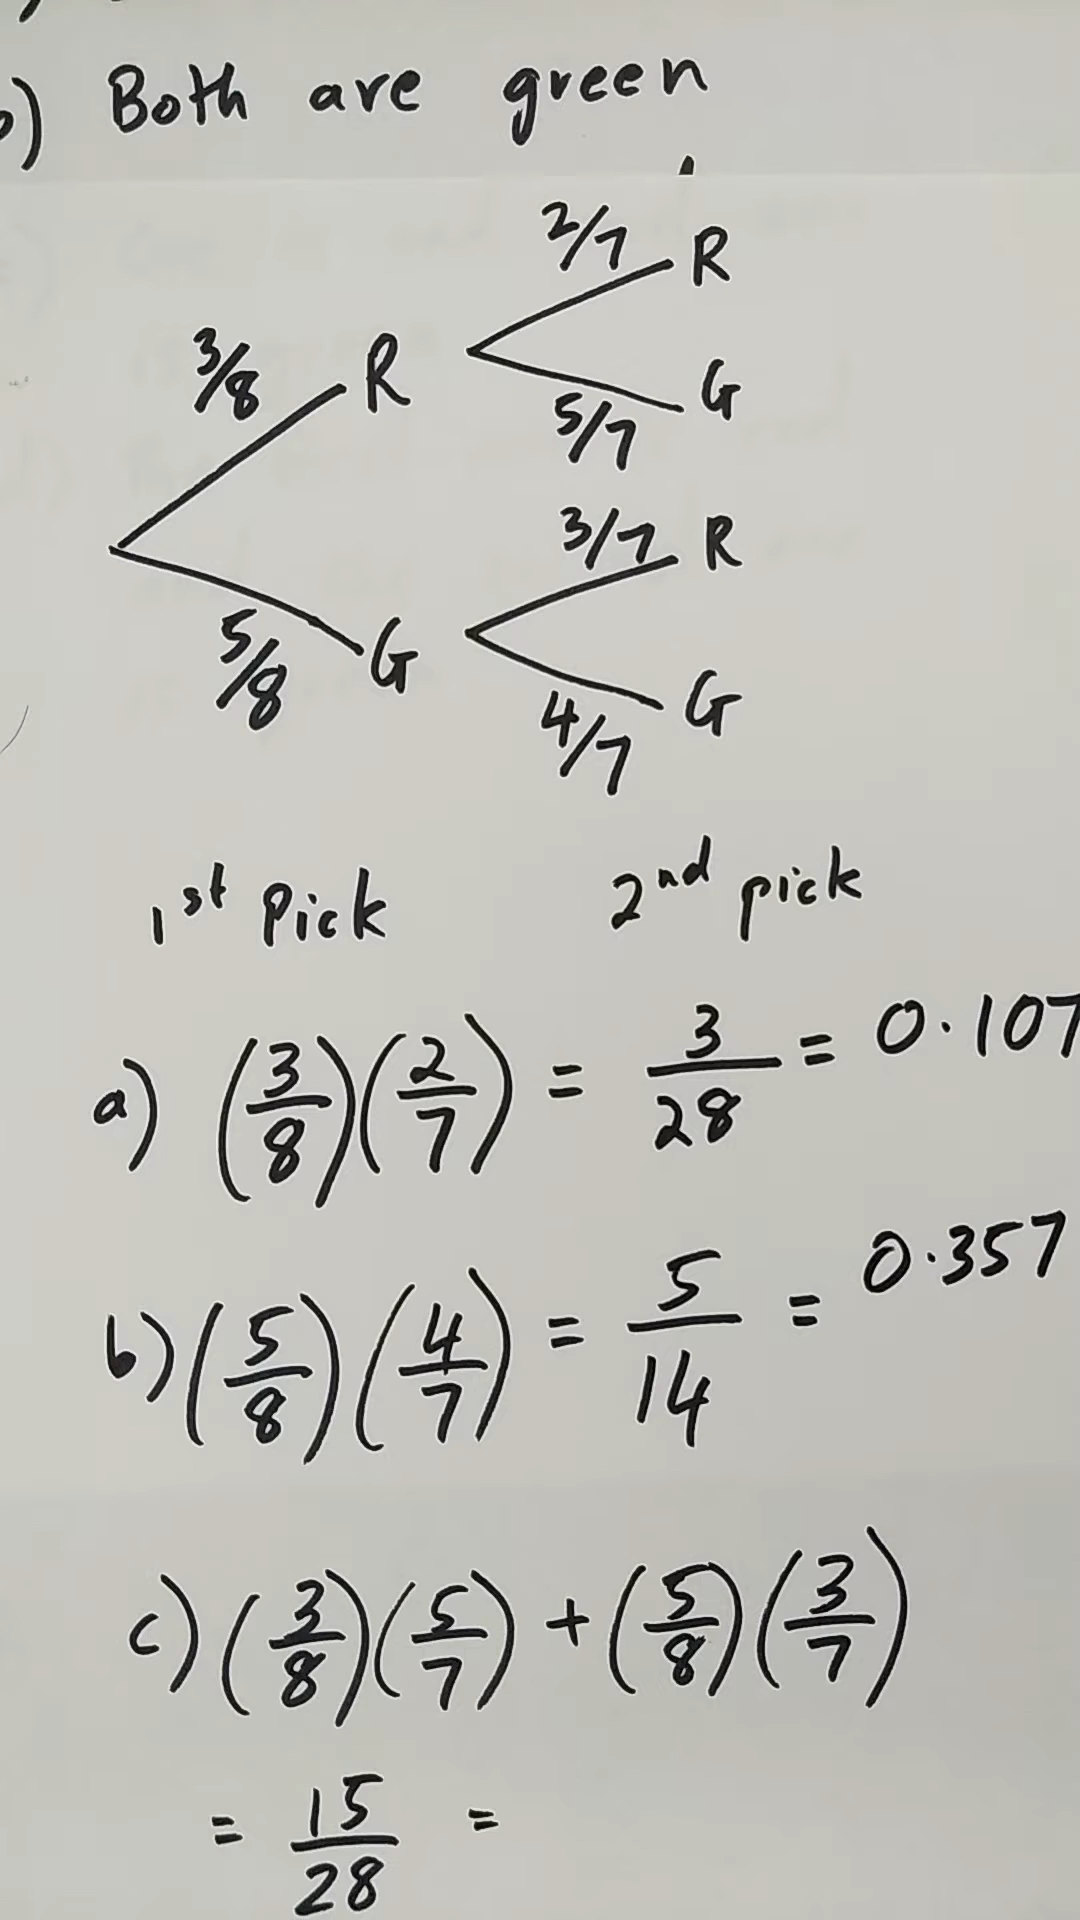 ) Both are green
2/7 R
3/8 R
5/7 G
3/7 R
5/8 G
4/7 G
1st Pick 2nd pick
a) (3/8)(2/7) = 3/28 = 0.107
b) (5/8)(4/7) = 5/14 = 0.357
c) (3/8)(5/7) + (5/8)(3/7)
= 15/28 =